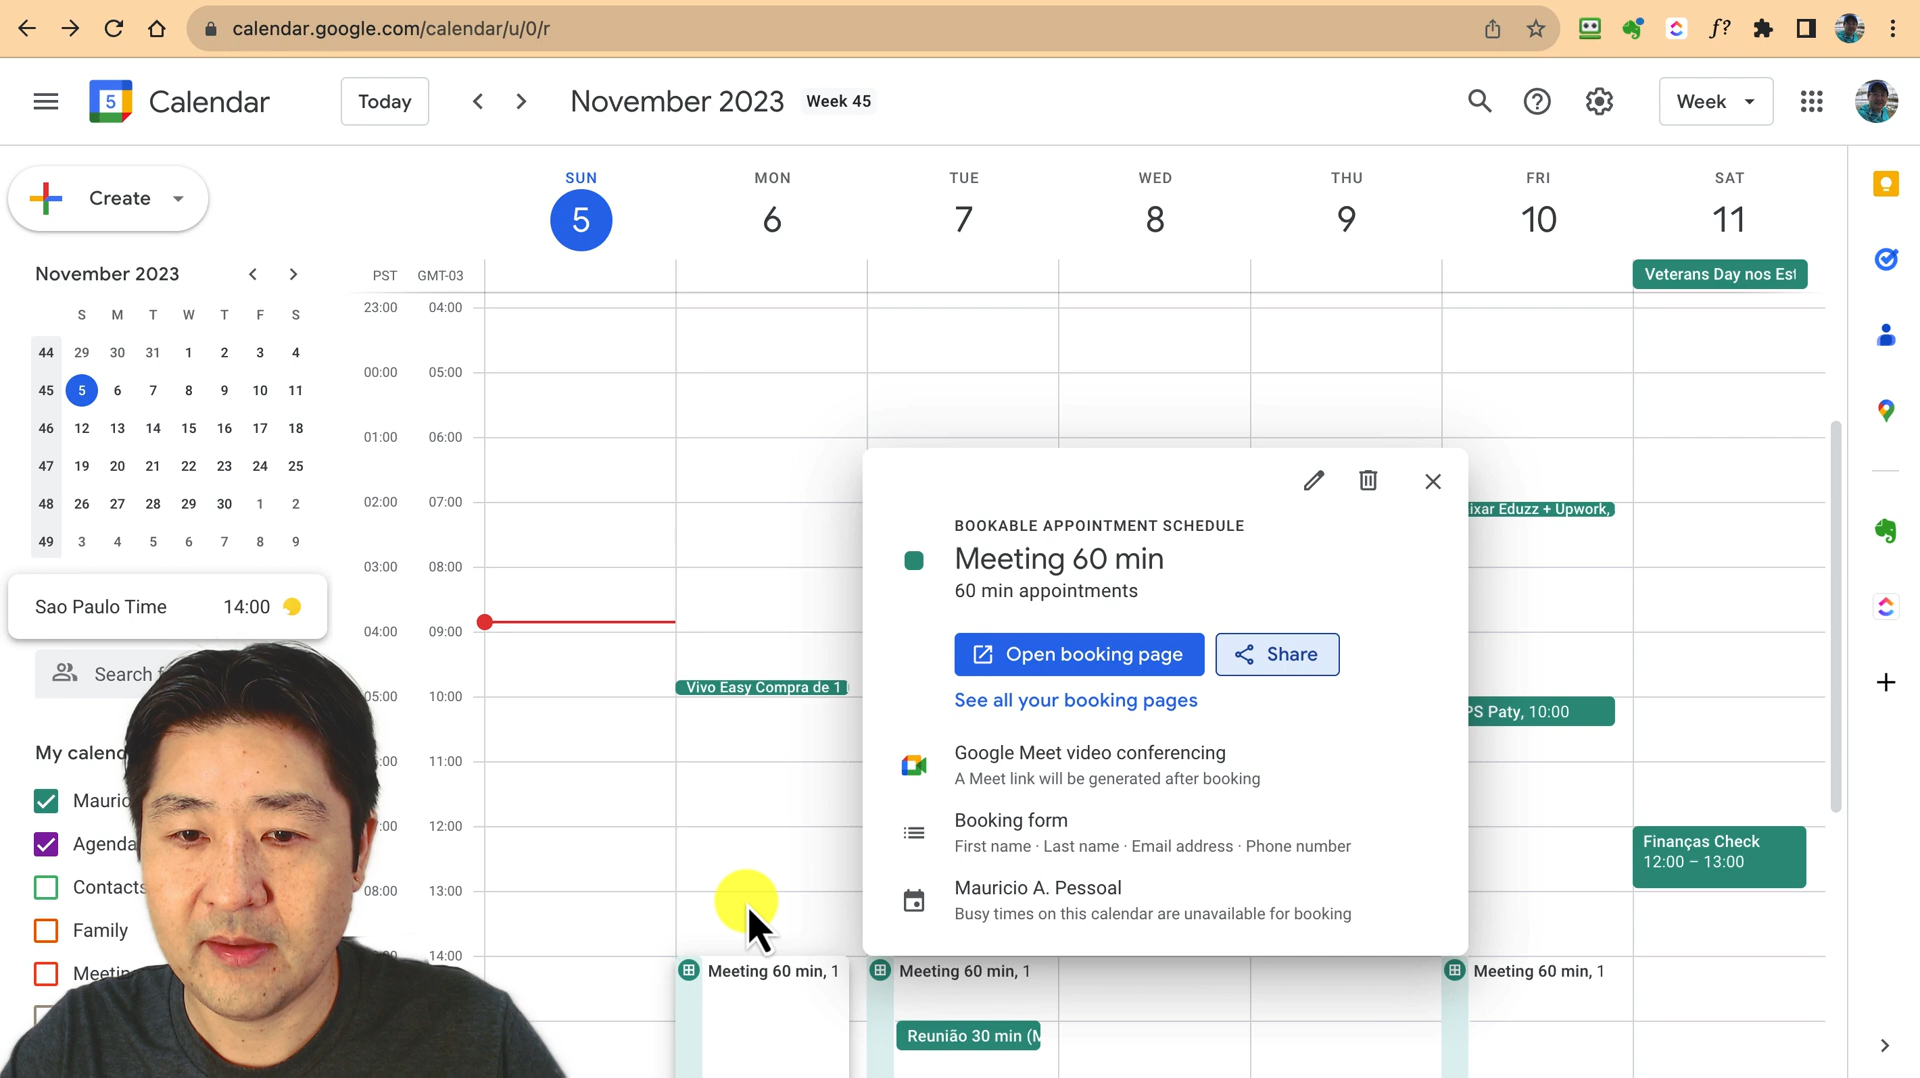 calendar.google.com/calendar/u/0/r
f?
5
Calendar
Today
November 2023
Week 45
Week
Create
SUN
MON
TUE
WED
THU
FRI
SAT
5
6
7
8
9
10
11
November 2023
PST
GMT-03
Veterans Day nos Est
S M T W T F S
44 29 30 31 1 2 3 4
45 5 6 7 8 9 10 11
46 12 13 14 15 16 17 18
47 19 20 21 22 23 24 25
48 26 27 28 29 30 1 2
49 3 4 5 6 7 8 9
23:00 04:00
00:00 05:00
01:00 06:00
02:00 07:00
03:00 08:00
04:00 09:00
05:00 10:00
:00 11:00
:00 12:00
08:00 13:00
14:00
Sao Paulo Time 14:00
Search
My calend
Mauric
Agenda
Contacts
Family
Meetin
Vivo Easy Compra de 1
ixar Eduzz + Upwork,
PS Paty, 10:00
Finanças Check
12:00 – 13:00
BOOKABLE APPOINTMENT SCHEDULE
Meeting 60 min
60 min appointments
Open booking page
Share
See all your booking pages
Google Meet video conferencing
A Meet link will be generated after booking
Booking form
First name · Last name · Email address · Phone number
Mauricio A. Pessoal
Busy times on this calendar are unavailable for booking
Meeting 60 min, 1
Meeting 60 min, 1
Meeting 60 min, 1
Reunião 30 min (M